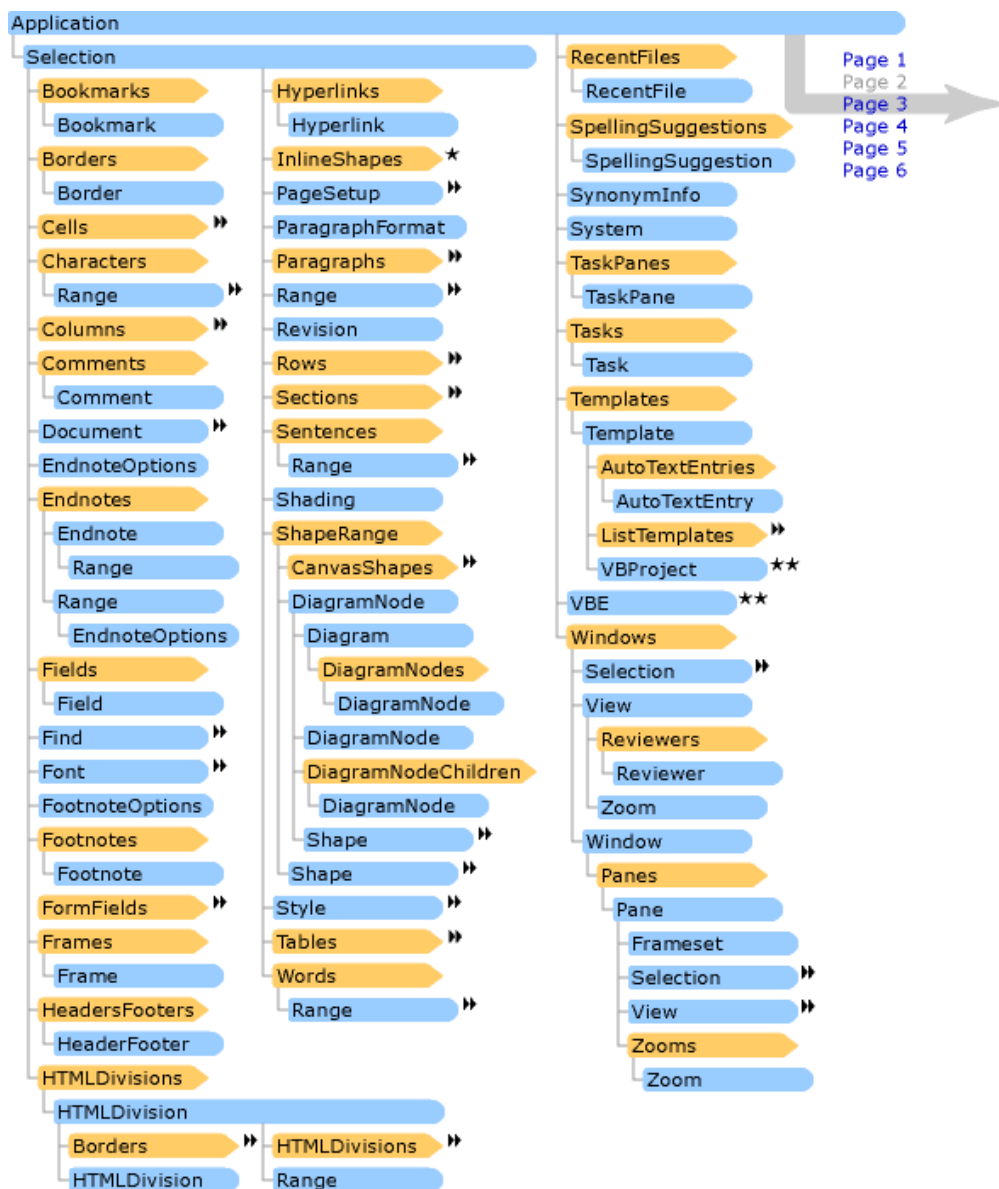 Application
Selection
Bookmarks
Bookmark
Borders
Border
Cells
Characters
Range
Columns
Comments
Comment
Document
EndnoteOptions
Endnotes
Endnote
Range
Range
EndnoteOptions
Fields
Field
Find
Font
FootnoteOptions
Footnotes
Footnote
FormFields
Frames
Frame
HeadersFooters
HeaderFooter
HTMLDivisions
HTMLDivision
Borders
HTMLDivision
HTMLDivisions
Range
Hyperlinks
Hyperlink
InlineShapes
PageSetup
ParagraphFormat
Paragraphs
Range
Revision
Rows
Sections
Sentences
Range
Shading
ShapeRange
CanvasShapes
DiagramNode
Diagram
DiagramNodes
DiagramNode
DiagramNode
DiagramNodeChildren
DiagramNode
Shape
Shape
Style
Tables
Words
Range
RecentFiles
RecentFile
SpellingSuggestions
SpellingSuggestion
SynonymInfo
System
TaskPanes
TaskPane
Tasks
Task
Templates
Template
AutoTextEntries
AutoTextEntry
ListTemplates
VBProject
VBE
Windows
Selection
View
Reviewers
Reviewer
Zoom
Window
Panes
Pane
Frameset
Selection
View
Zooms
Zoom
Page 1
Page 2
Page 3
Page 4
Page 5
Page 6